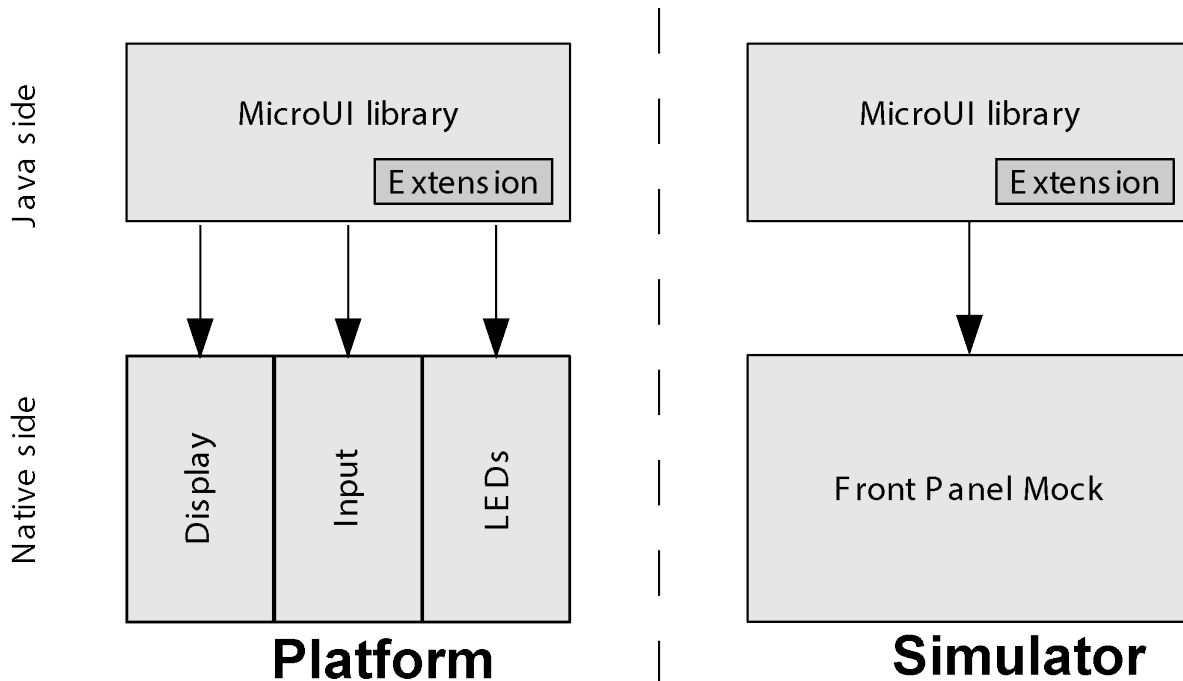 Java side
MicroUI library
Extension
MicroUI library
Extension
Native side
Display
Input
LEDs
Front Panel Mock
Platform
Simulator